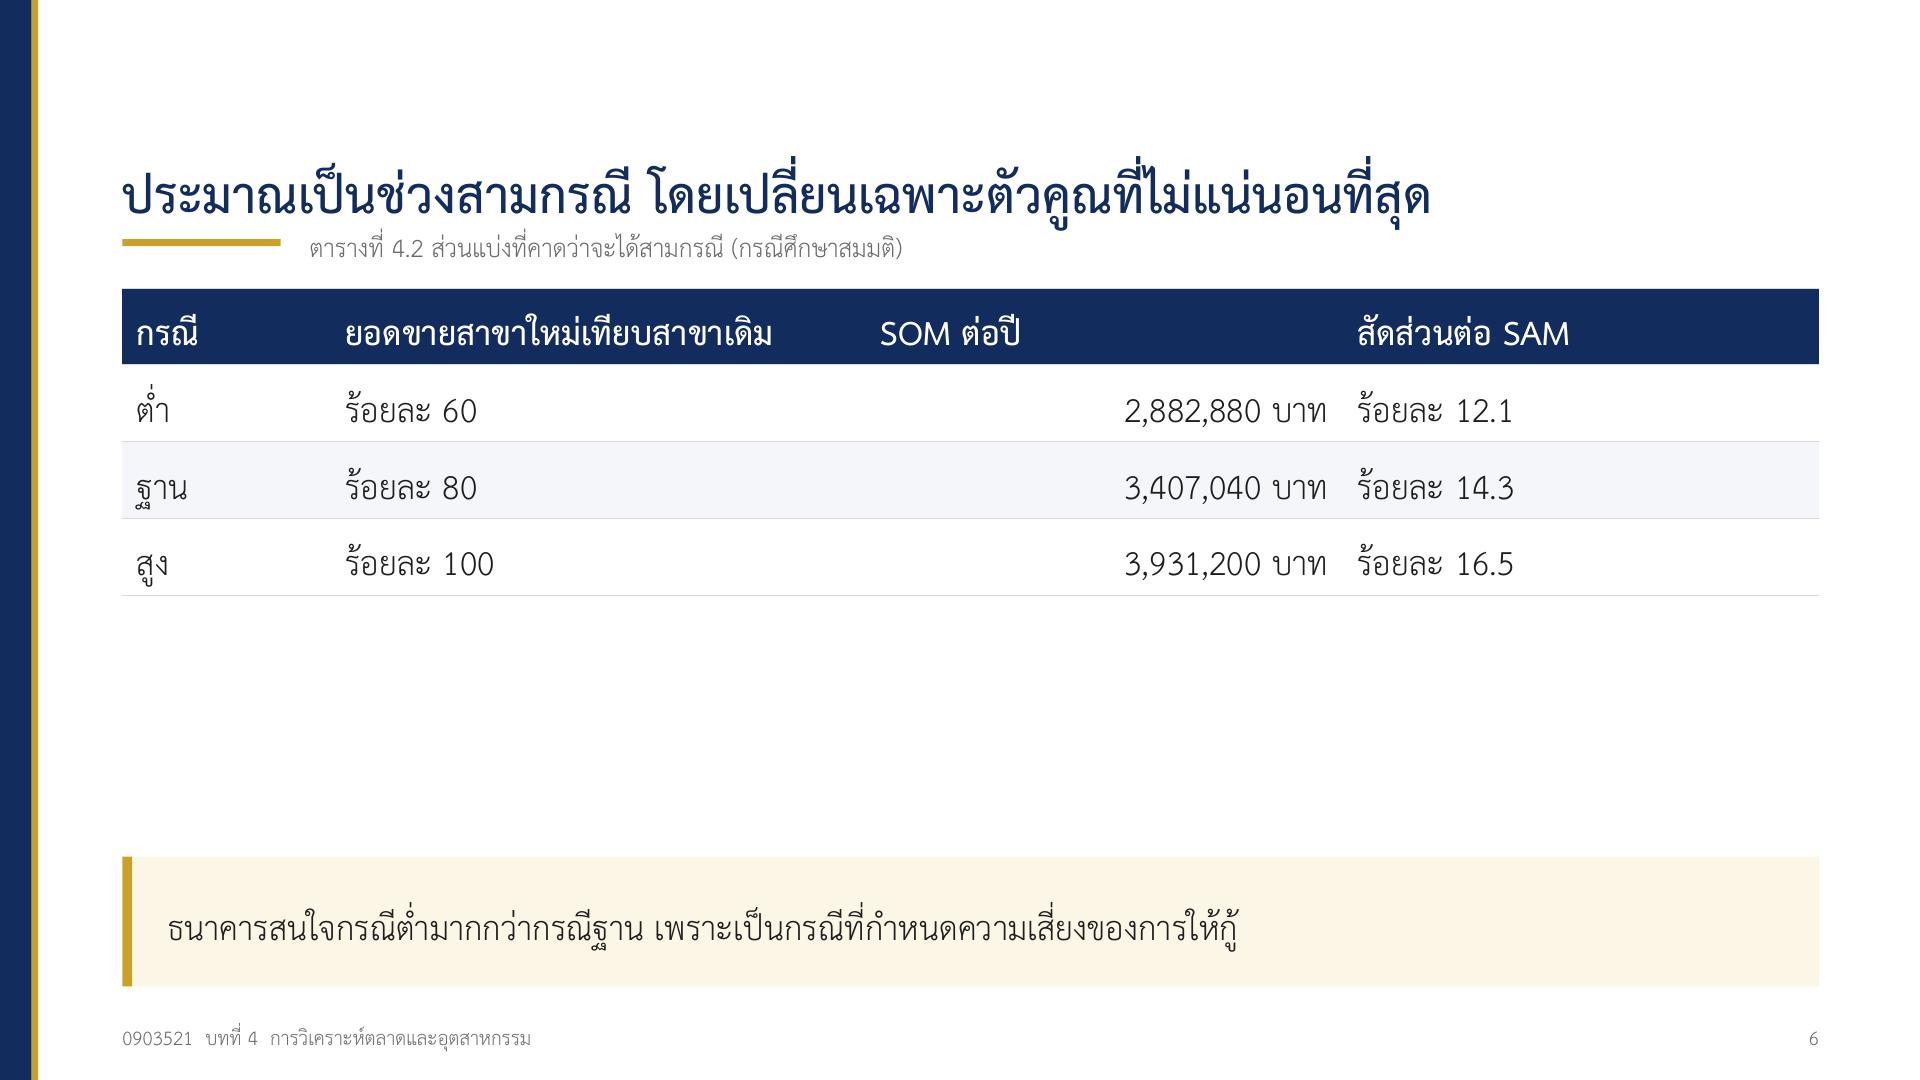 ประมาณเป็นช่วงสามกรณี โดยเปลี่ยนเฉพาะตัวคูณที่ไม่แน่นอนที่สุด
ตารางที่ 4.2 ส่วนแบ่งที่คาดว่าจะได้สามกรณี (กรณีศึกษาสมมติ)
กรณี ยอดขายสาขาใหม่เทียบสาขาเดิม SOM ต่อปี สัดส่วนต่อ SAM
ต่ำ ร้อยละ 60 2,882,880 บาท ร้อยละ 12.1
ฐาน ร้อยละ 80 3,407,040 บาท ร้อยละ 14.3
สูง ร้อยละ 100 3,931,200 บาท ร้อยละ 16.5
ธนาคารสนใจกรณีต่ำมากกว่ากรณีฐาน เพราะเป็นกรณีที่กำหนดความเสี่ยงของการให้กู้
0903521 บทที่ 4 การวิเคราะห์ตลาดและอุตสาหกรรม 6